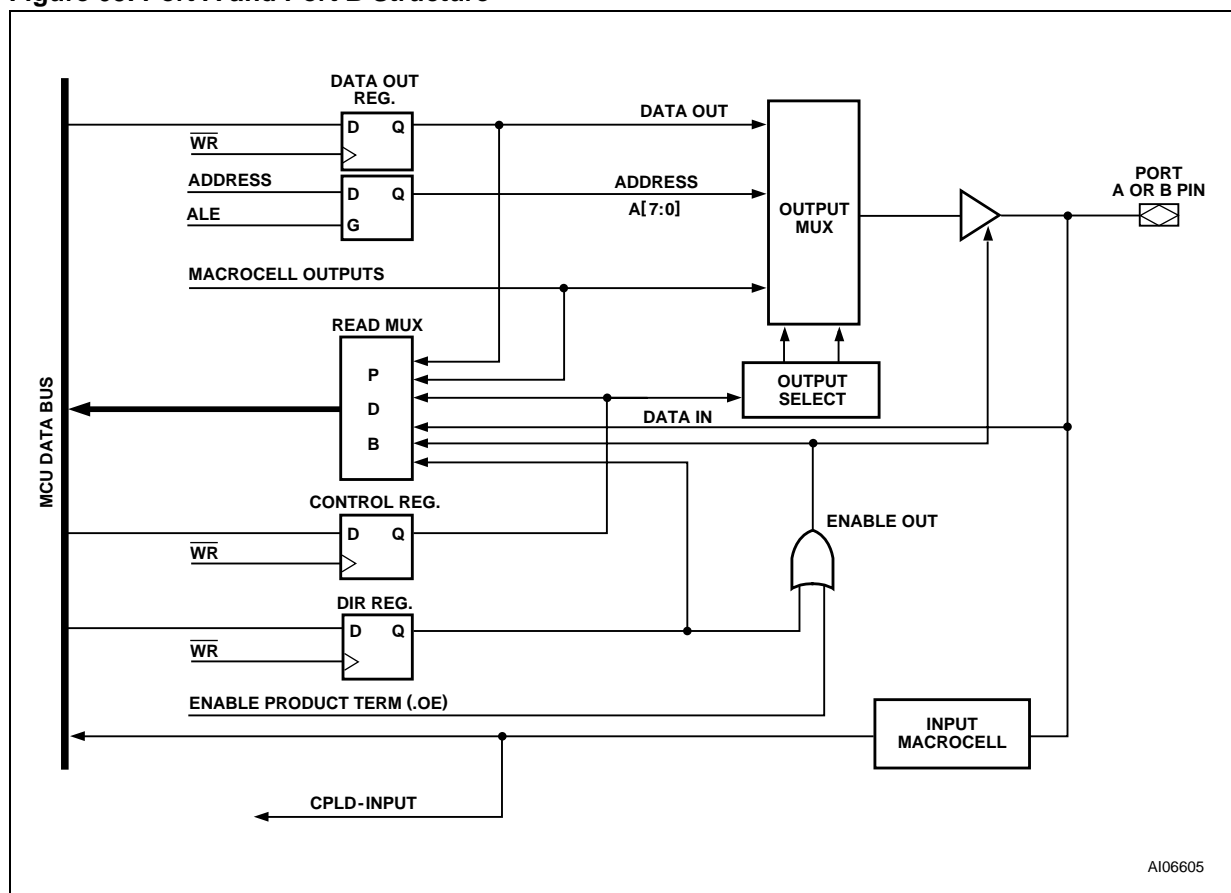 Figure Port A and Port B Structure
DATA OUT
REG.
D Q
WR
DATA OUT
ADDRESS
D Q
ALE
G
ADDRESS
A[7:0]
OUTPUT
MUX
PORT
A OR B PIN
MACROCELL OUTPUTS
READ MUX
P
D
B
OUTPUT
SELECT
DATA IN
MCU DATA BUS
CONTROL REG.
D Q
WR
ENABLE OUT
DIR REG.
D Q
WR
ENABLE PRODUCT TERM (.OE)
INPUT
MACROCELL
CPLD-INPUT
AI06605